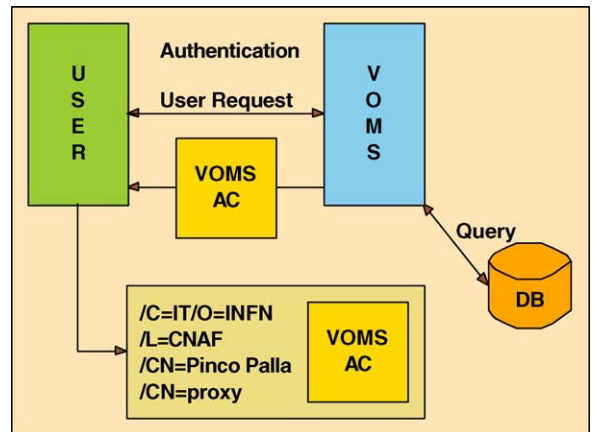 USER
Authentication
User Request
VOMS
VOMS
AC
Query
DB
/C=IT/O=INFN
/L=CNAF
/CN=Pinco Palla
/CN=proxy
VOMS
AC